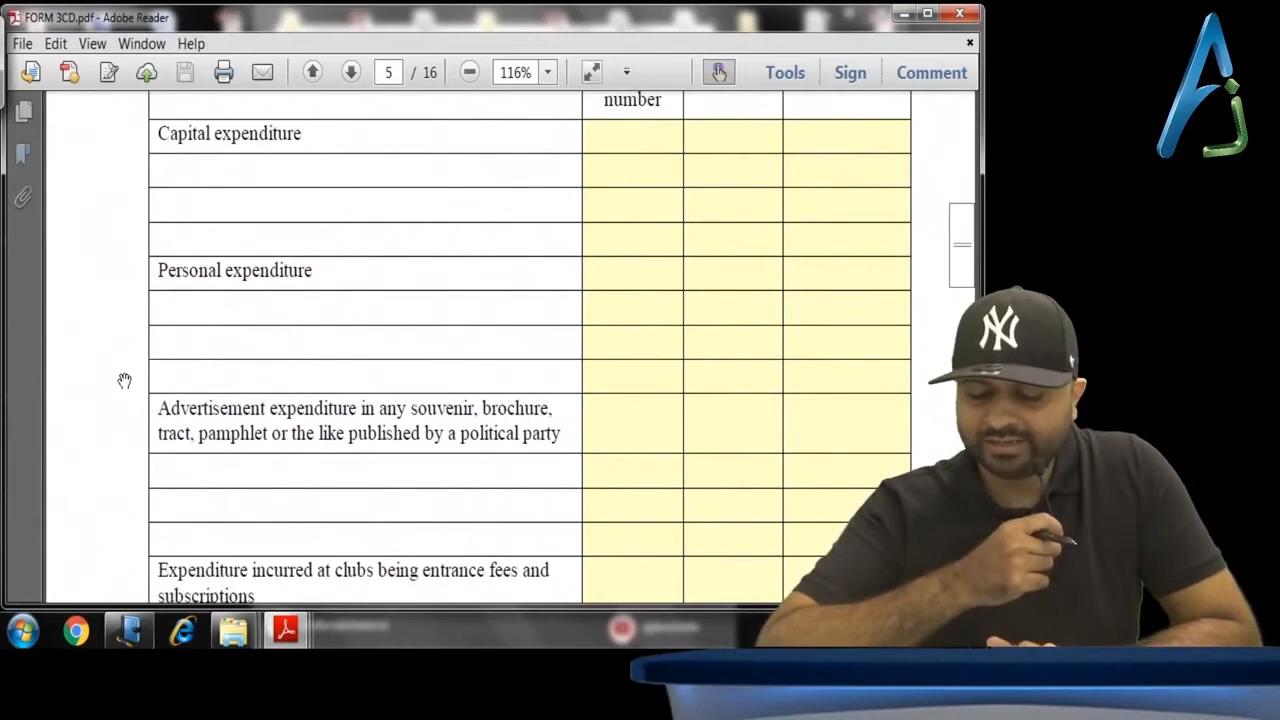 FORM 3CD.pdf - Adobe Reader
File Edit View Window Help
5 / 16 116% Tools Sign Comment
number
Capital expenditure
Personal expenditure
Advertisement expenditure in any souvenir, brochure,
tract, pamphlet or the like published by a political party
Expenditure incurred at clubs being entrance fees and
subscriptions
NY